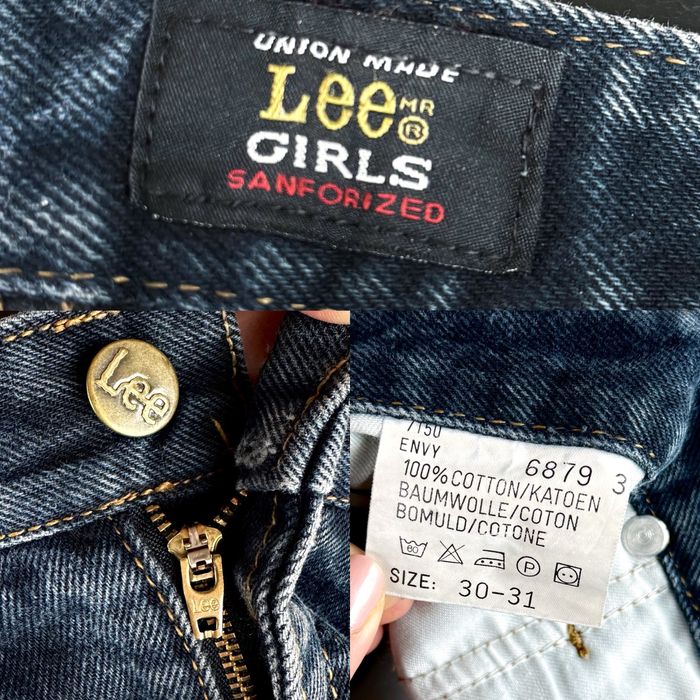 UNION MADE
Lee MR ®
GIRLS
SANFORIZED
Lee
Lee
7150
ENVY 6879 3
100% COTTON/KATOEN
BAUMWOLLE/COTON
BOMULD/COTONE
60 P
SIZE: 30-31